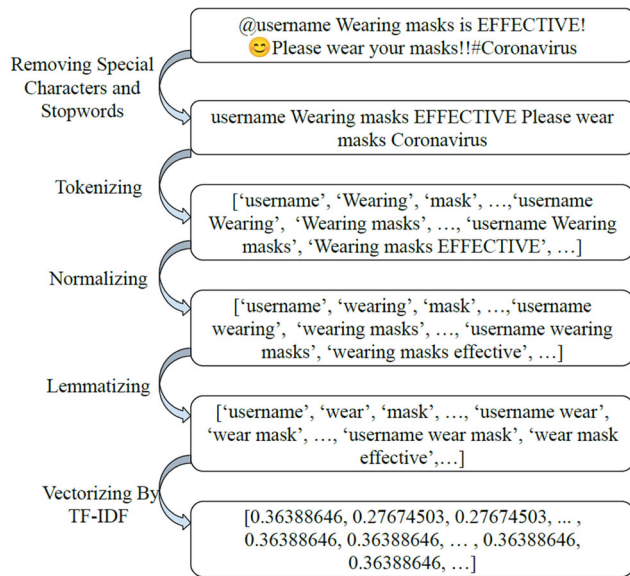 @username Wearing masks is EFFECTIVE!
😊Please wear your masks!!#Coronavirus
Removing Special
Characters and
Stopwords
username Wearing masks EFFECTIVE Please wear
masks Coronavirus
Tokenizing
[‘username’, ‘Wearing’, ‘mask’, …,‘username
Wearing’, ‘Wearing masks’, …, ‘username Wearing
masks’, ‘Wearing masks EFFECTIVE’, …]
Normalizing
[‘username’, ‘wearing’, ‘mask’, …,‘username
wearing’, ‘wearing masks’, …, ‘username wearing
masks’, ‘wearing masks effective’, …]
Lemmatizing
[‘username’, ‘wear’, ‘mask’, …, ‘username wear’,
‘wear mask’, …, ‘username wear mask’, ‘wear mask
effective’,…]
Vectorizing By
TF-IDF
[0.36388646, 0.27674503, 0.27674503, ... ,
0.36388646, 0.36388646, … , 0.36388646,
0.36388646, …]